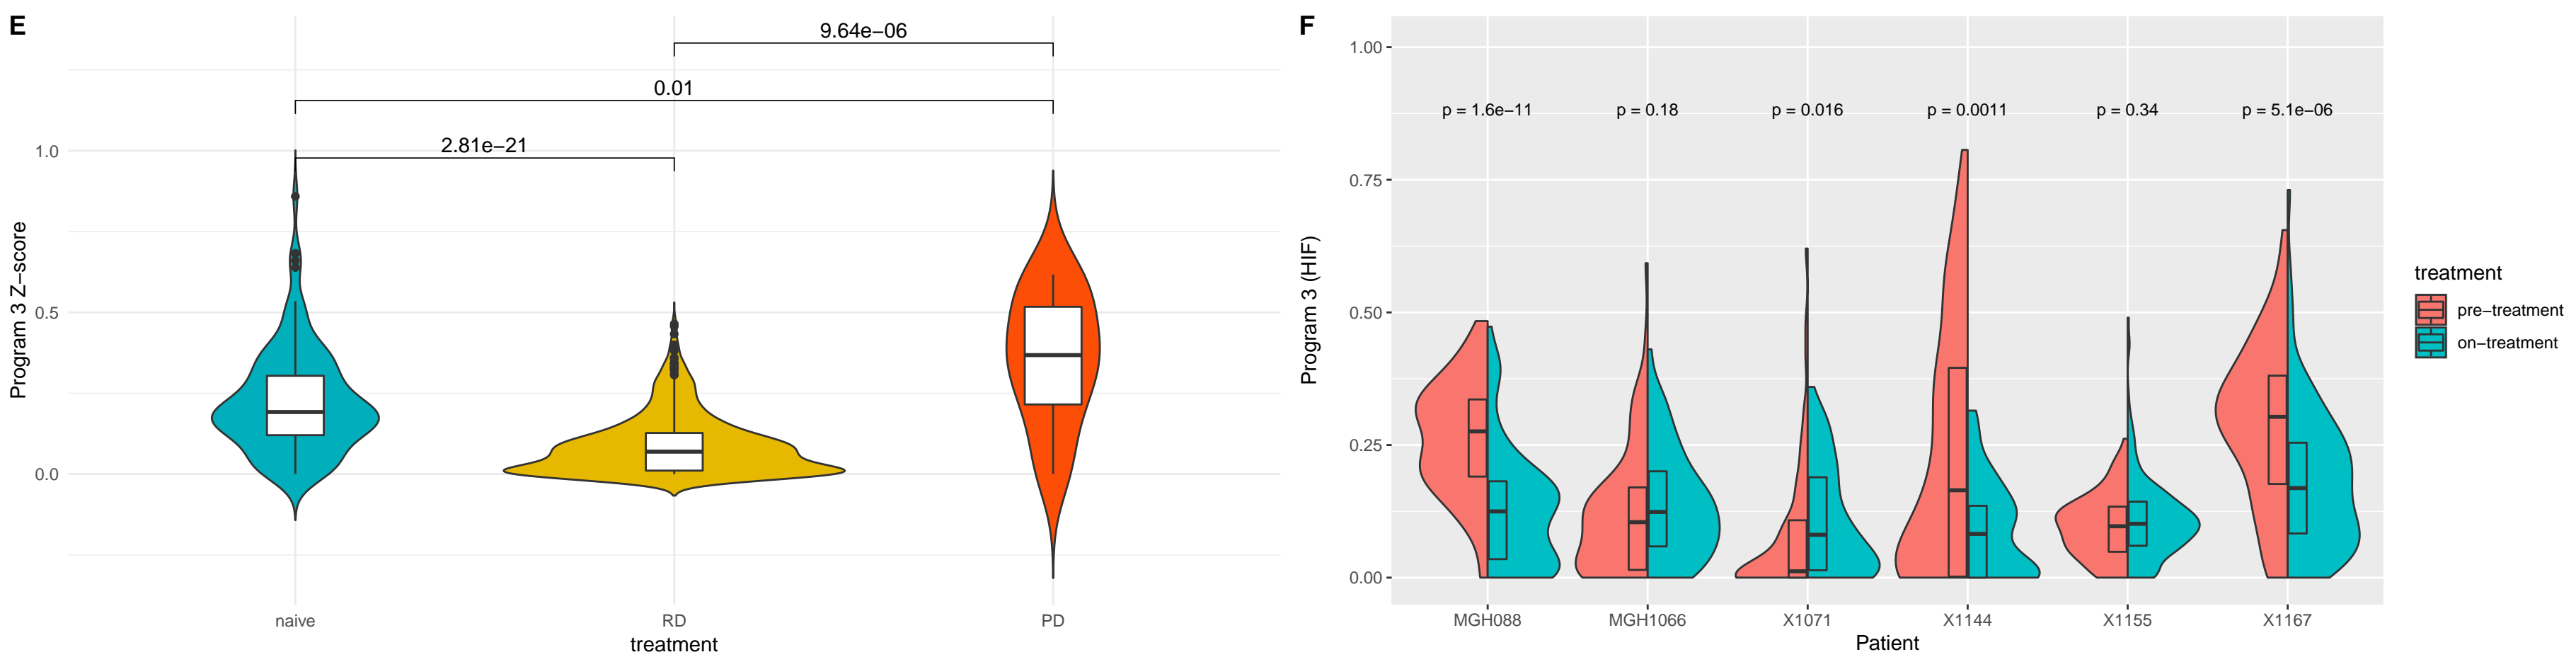 E
9.64e−06
0.01
2.81e−21
1.0
0.5
0.0
Program 3 Z−score
naive RD PD
treatment
F
1.00
0.75
0.50
0.25
0.00
Program 3 (HIF)
p = 1.6e−11 p = 0.18 p = 0.016 p = 0.0011 p = 0.34 p = 5.1e−06
MGH088 MGH1066 X1071 X1144 X1155 X1167
Patient
treatment
pre−treatment
on−treatment